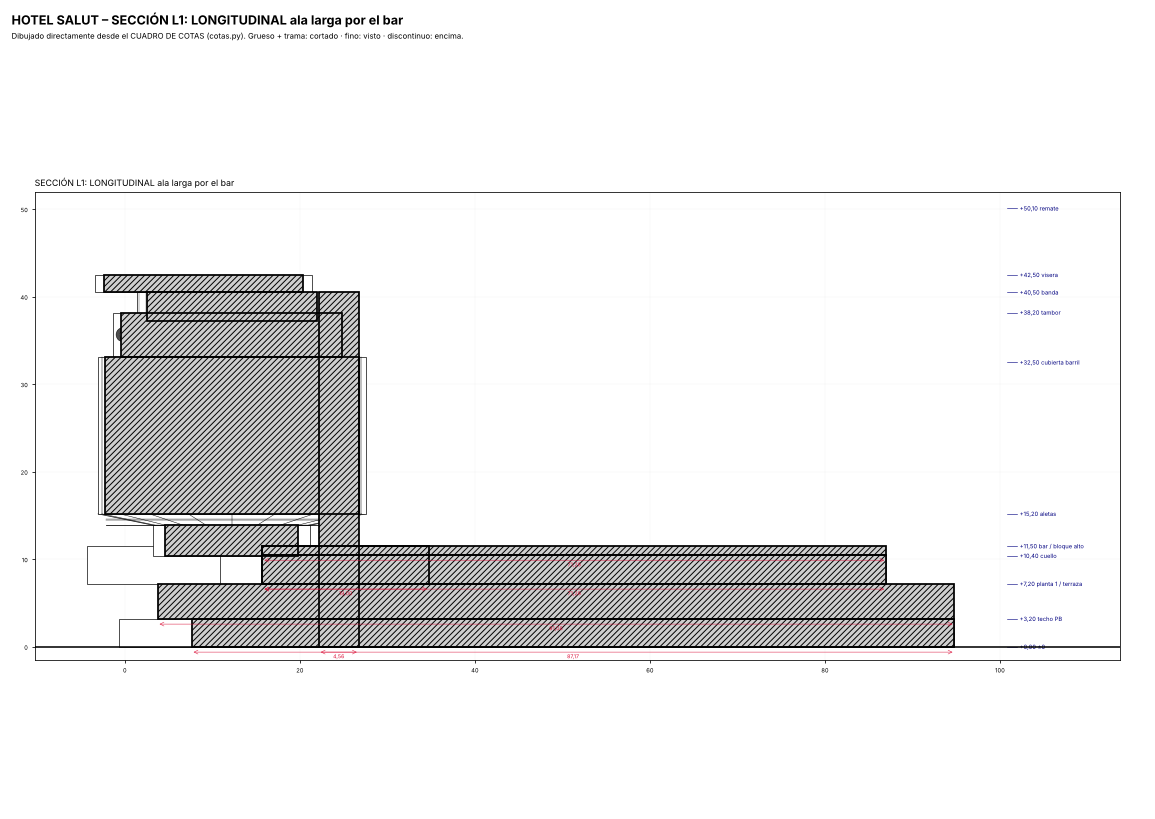 HOTEL SALUT – SECCIÓN L1: LONGITUDINAL ala larga por el bar
Dibujado directamente desde el CUADRO DE COTAS (cotas.py). Grueso + trama: cortado · fino: visto · discontinuo: encima.
SECCIÓN L1: LONGITUDINAL ala larga por el bar
50
+50,10 remate
+42,50 visera
40
+40,50 banda
+38,20 tambor
+32,50 cubierta barril
30
20
+15,20 aletas
+11,50 bar / bloque alto
+10,40 cuello
10
+7,20 planta 1 / terraza
+3,20 techo PB
0
4,56
87,17
0
20
40
60
80
100